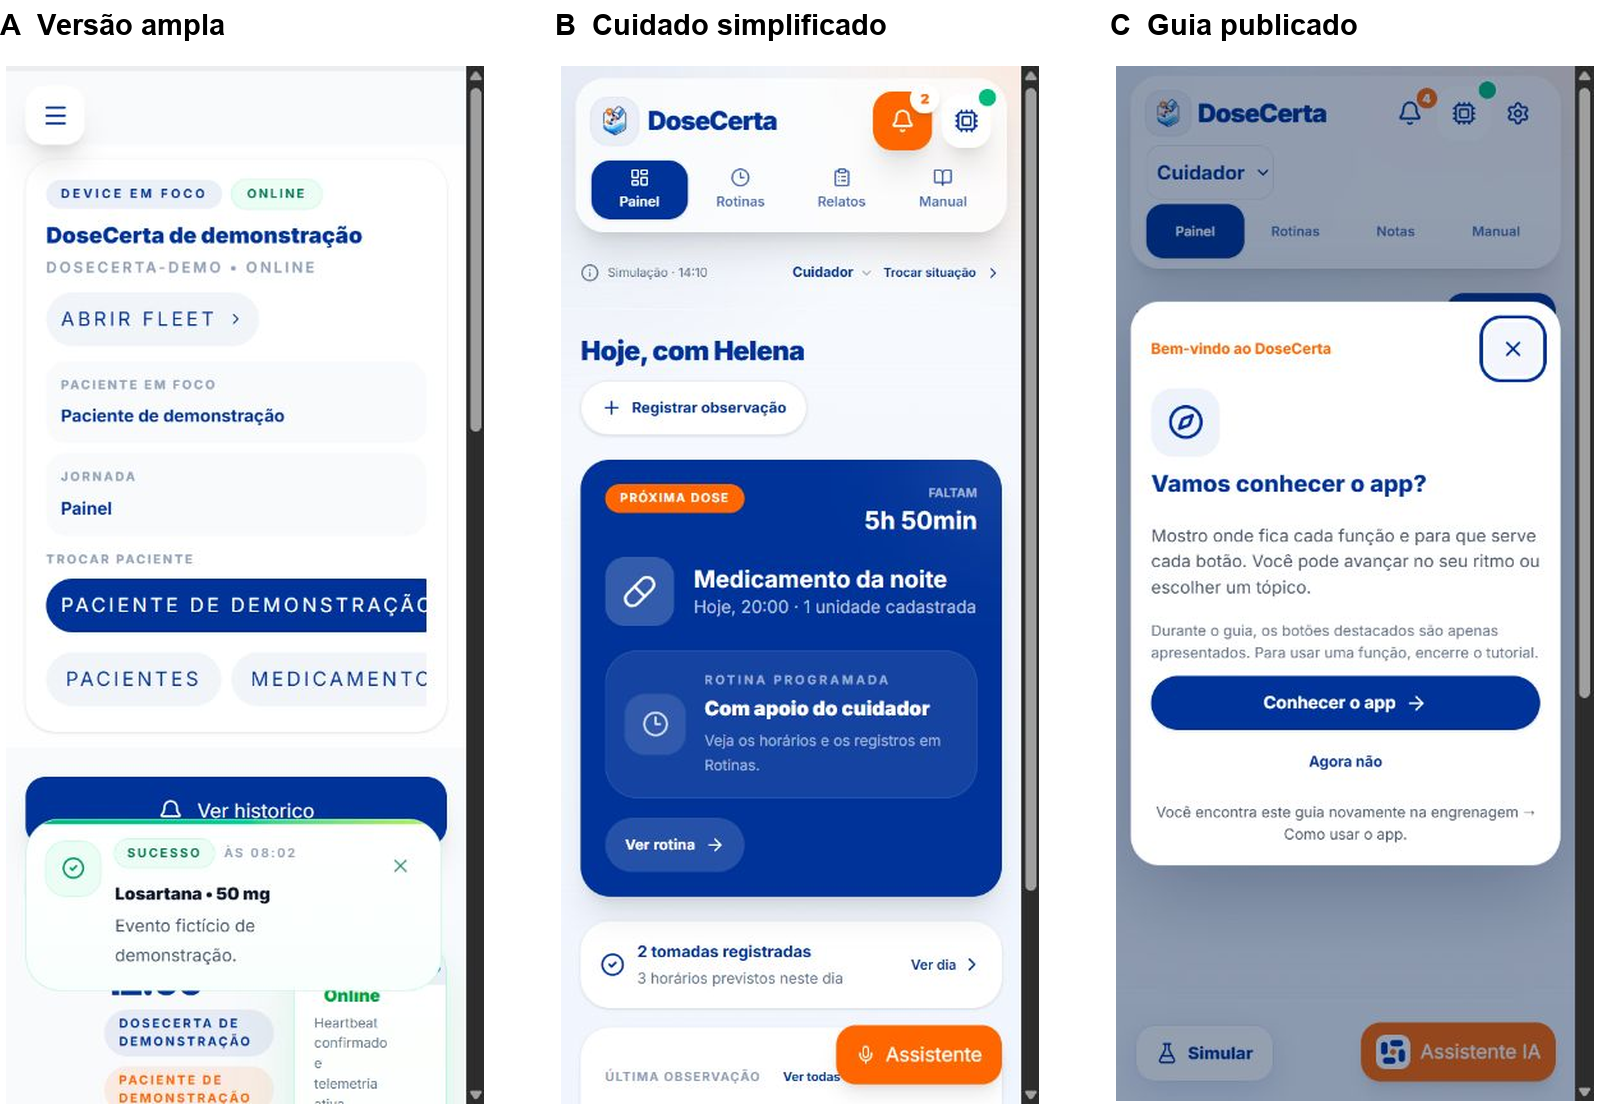 A Versão ampla
DEVICE EM FOCO
ONLINE
DoseCerta de demonstração
DOSECERTA-DEMO • ONLINE
ABRIR FLEET
PACIENTE EM FOCO
Paciente de demonstração
JORNADA
Painel
TROCAR PACIENTE
PACIENTE DE DEMONSTRAÇÃO
PACIENTES
MEDICAMENTO
Ver historico
SUCESSO
ÀS 08:02
Losartana • 50 mg
Evento fictício de
demonstração.
Online
Heartbeat
confirmado
e
telemetria
ativa
DOSECERTA DE
DEMONSTRAÇÃO
PACIENTE DE
DEMONSTRAÇÃO
B Cuidado simplificado
DoseCerta
2
Painel
Rotinas
Relatos
Manual
Simulação · 14:10
Cuidador
Trocar situação
Hoje, com Helena
Registrar observação
PRÓXIMA DOSE
FALTAM
5h 50min
Medicamento da noite
Hoje, 20:00 · 1 unidade cadastrada
ROTINA PROGRAMADA
Com apoio do cuidador
Veja os horários e os registros em
Rotinas.
Ver rotina
2 tomadas registradas
3 horários previstos neste dia
Ver dia
ÚLTIMA OBSERVAÇÃO
Ver todas
Assistente
C Guia publicado
DoseCerta
4
Cuidador
Painel
Rotinas
Notas
Manual
Bem-vindo ao DoseCerta
Vamos conhecer o app?
Mostro onde fica cada função e para que serve
cada botão. Você pode avançar no seu ritmo ou
escolher um tópico.
Durante o guia, os botões destacados são apenas
apresentados. Para usar uma função, encerre o tutorial.
Conhecer o app →
Agora não
Você encontra este guia novamente na engrenagem →
Como usar o app.
Simular
Assistente IA